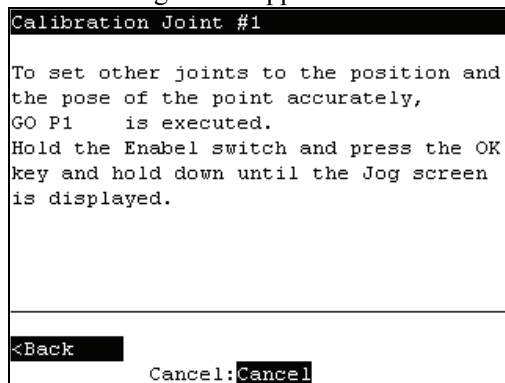 Calibration Joint #1
To set other joints to the position and
the pose of the point accurately,
GO P1 is executed.
Hold the Enabel switch and press the OK
key and hold down until the Jog screen
is displayed.
<Back
Cancel:Cancel